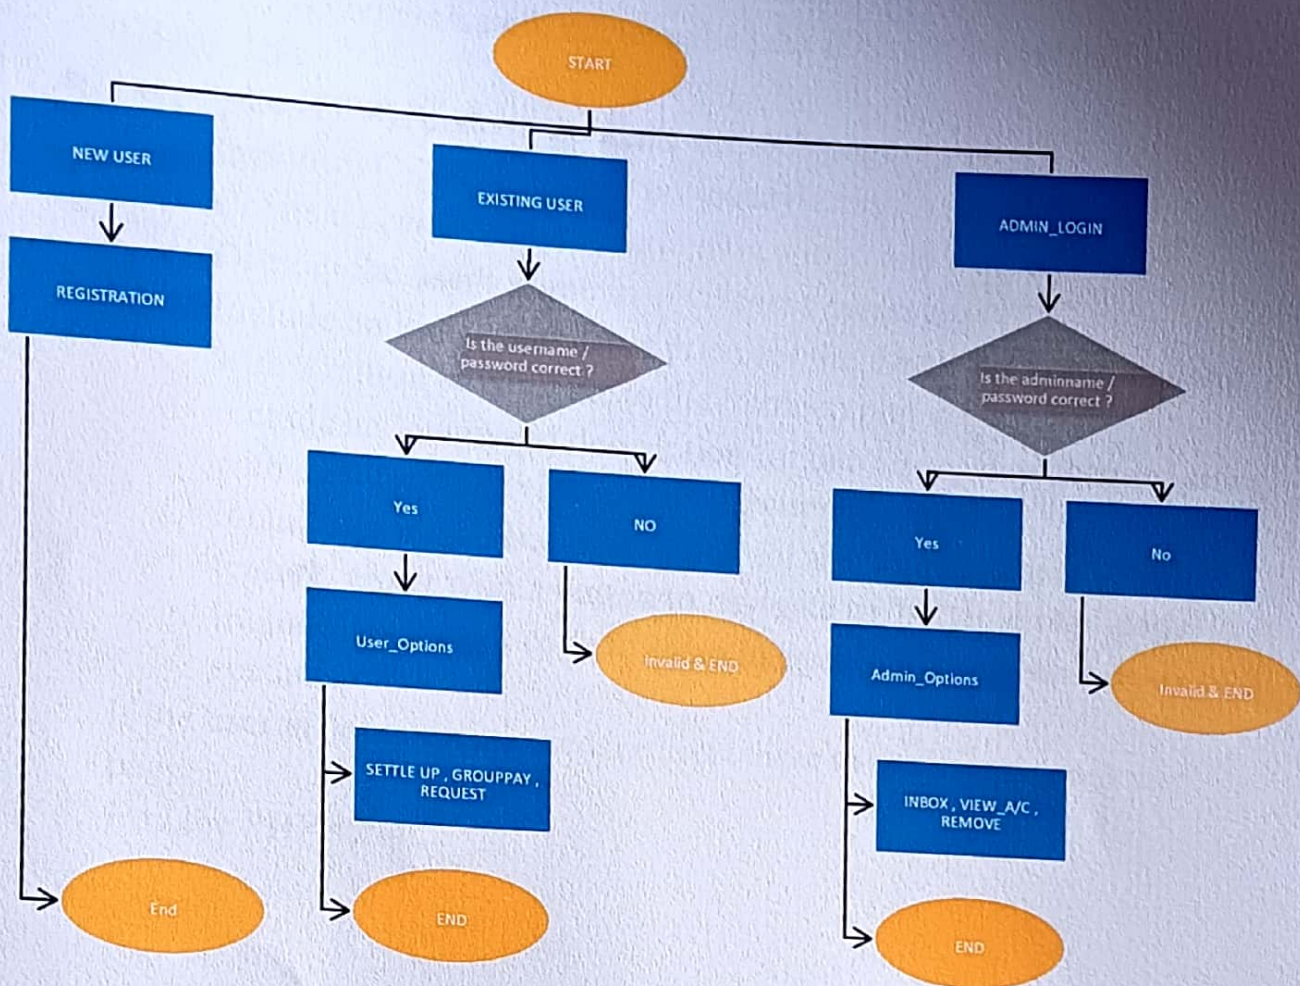 START
NEW USER
EXISTING USER
ADMIN_LOGIN
REGISTRATION
Is the username /
password correct ?
Is the adminname /
password correct ?
Yes
NO
Yes
No
User_Options
Invalid & END
Admin_Options
Invalid & END
SETTLE UP , GROUPPAY ,
REQUEST
INBOX , VIEW_A/C ,
REMOVE
End
END
END